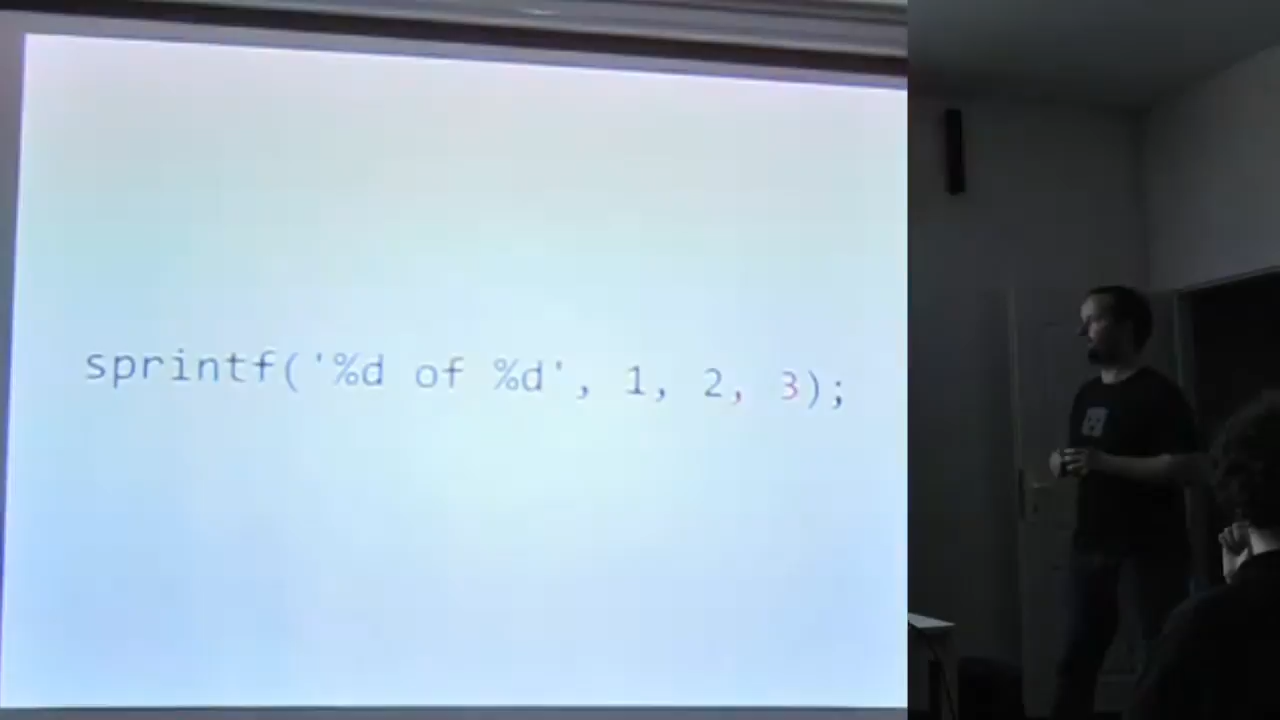 sprintf('%d of %d', 1, 2, 3);